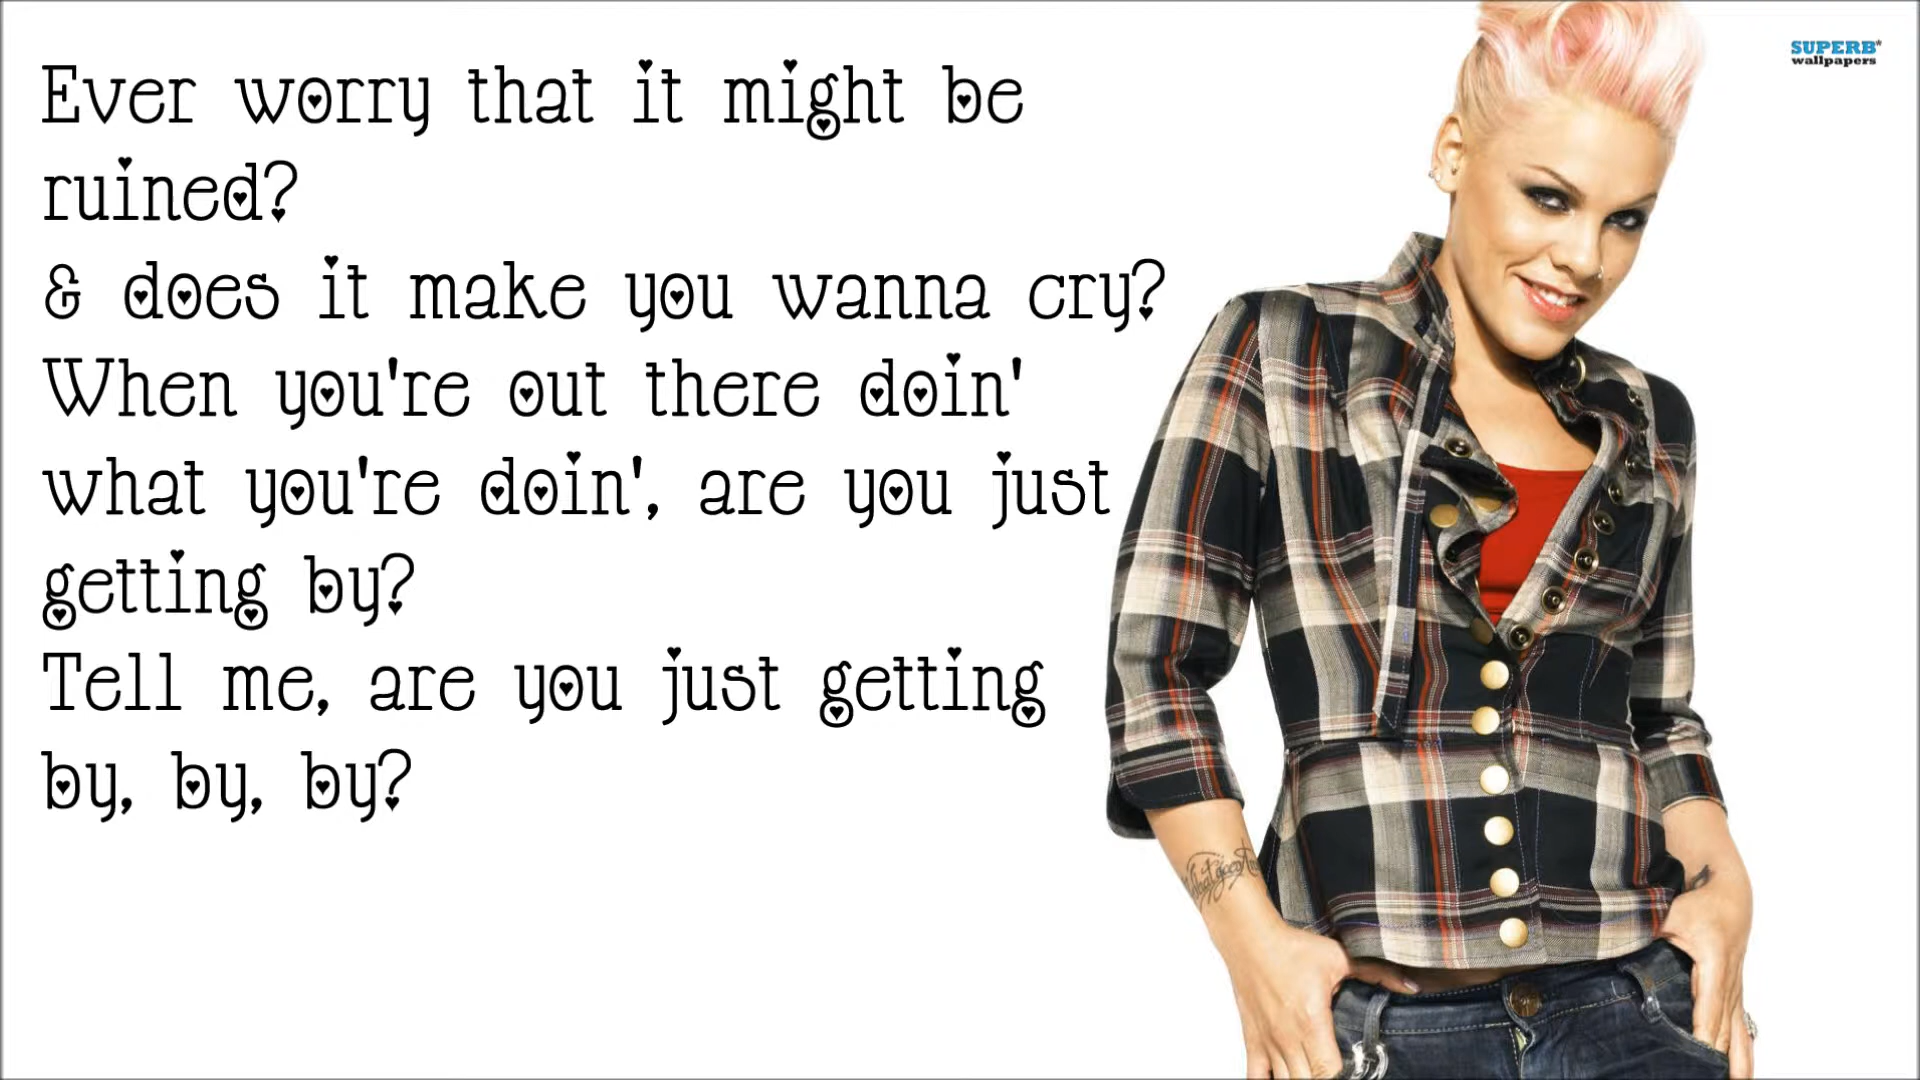 Ever worry that it might be
ruined?
& does it make you wanna cry?
When you're out there doin'
what you're doin', are you just
getting by?
Tell me, are you just getting
by, by, by?
SUPERB*
wallpapers